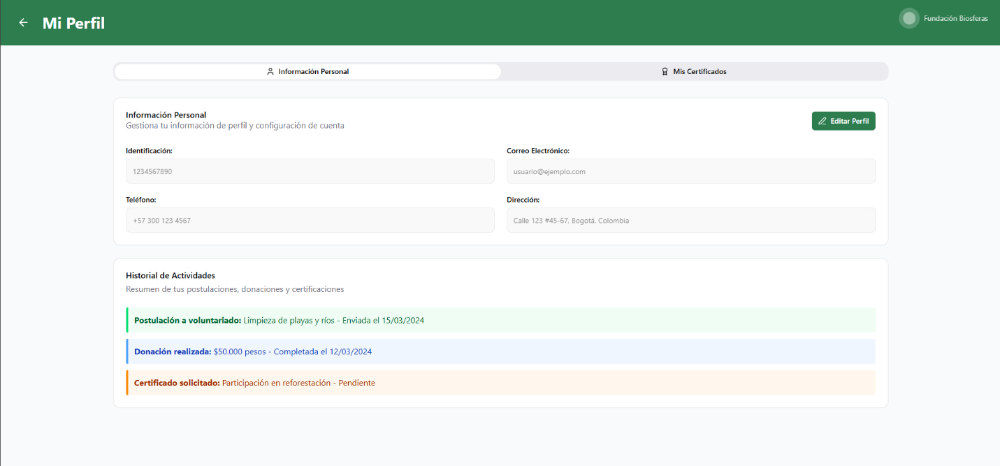 Mi Perfil
Fundación Biosferas
Información Personal
Mis Certificados
Información Personal
Gestiona tu información de perfil y configuración de cuenta
Editar Perfil
Identificación:
Correo Electrónico:
1234567890
usuario@ejemplo.com
Teléfono:
Dirección:
+57 300 123 4567
Calle 123 #45-67, Bogotá, Colombia
Historial de Actividades
Resumen de tus postulaciones, donaciones y certificaciones
Postulación a voluntariado: Limpieza de playas y ríos - Enviada el 15/03/2024
Donación realizada: $50.000 pesos - Completada el 12/03/2024
Certificado solicitado: Participación en reforestación - Pendiente